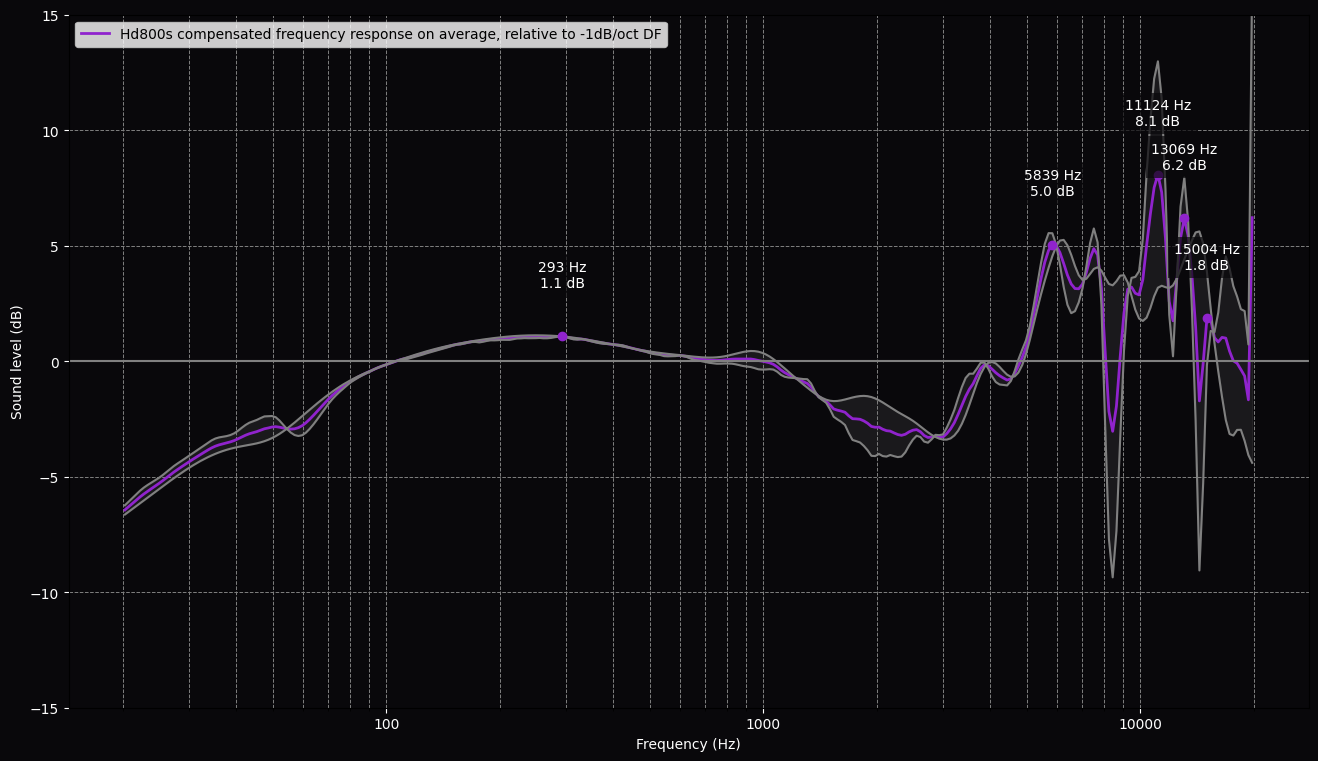 Hd800s compensated frequency response on average, relative to -1dB/oct DF
15
10
5
0
−5
−10
−15
Sound level (dB)
293 Hz
1.1 dB
5839 Hz
5.0 dB
11124 Hz
8.1 dB
13069 Hz
6.2 dB
15004 Hz
1.8 dB
100
1000
10000
Frequency (Hz)